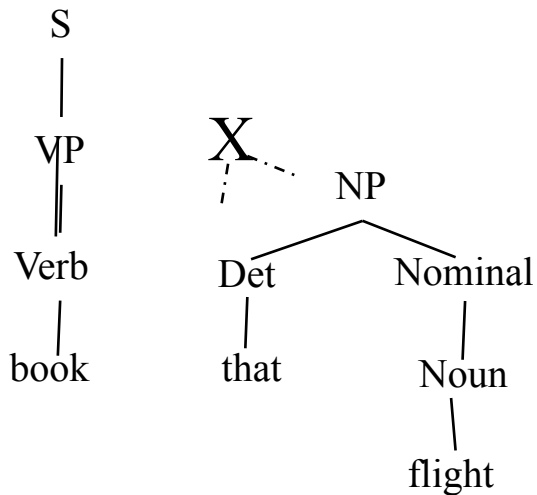 S
VP
X
NP
Verb
Det
Nominal
book
that
Noun
flight